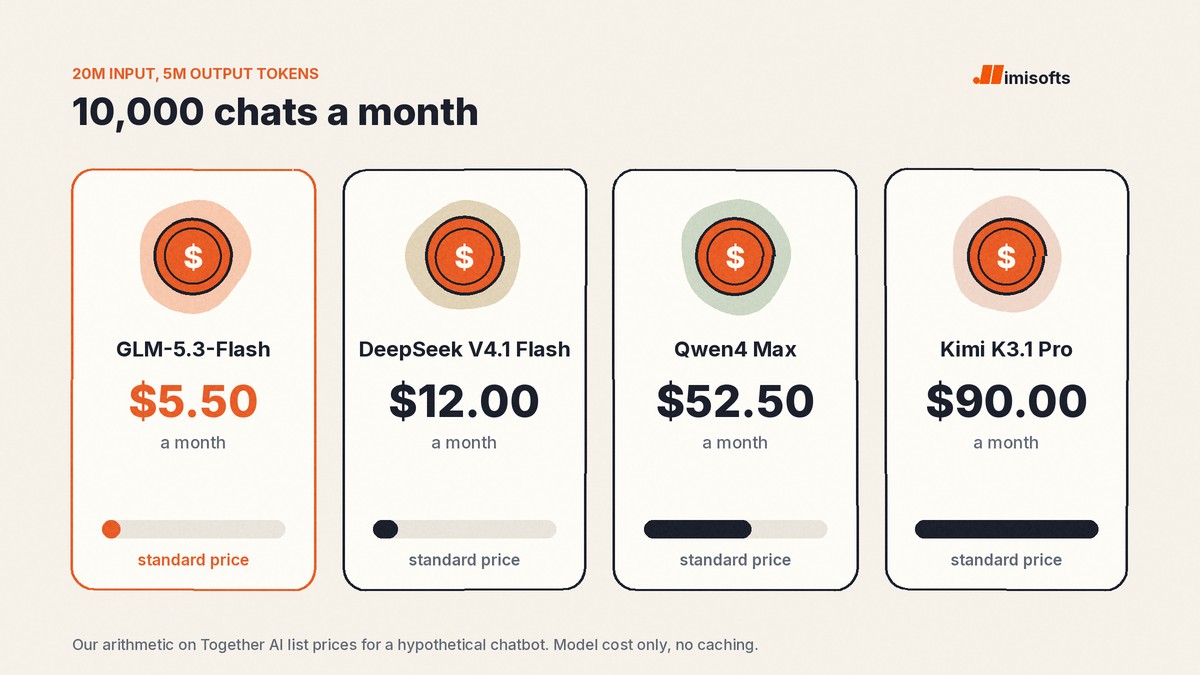 20M INPUT, 5M OUTPUT TOKENS
10,000 chats a month
imisofts
$
GLM-5.3-Flash
$5.50
a month
standard price
$
DeepSeek V4.1 Flash
$12.00
a month
standard price
$
Qwen4 Max
$52.50
a month
standard price
$
Kimi K3.1 Pro
$90.00
a month
standard price
Our arithmetic on Together AI list prices for a hypothetical chatbot. Model cost only, no caching.